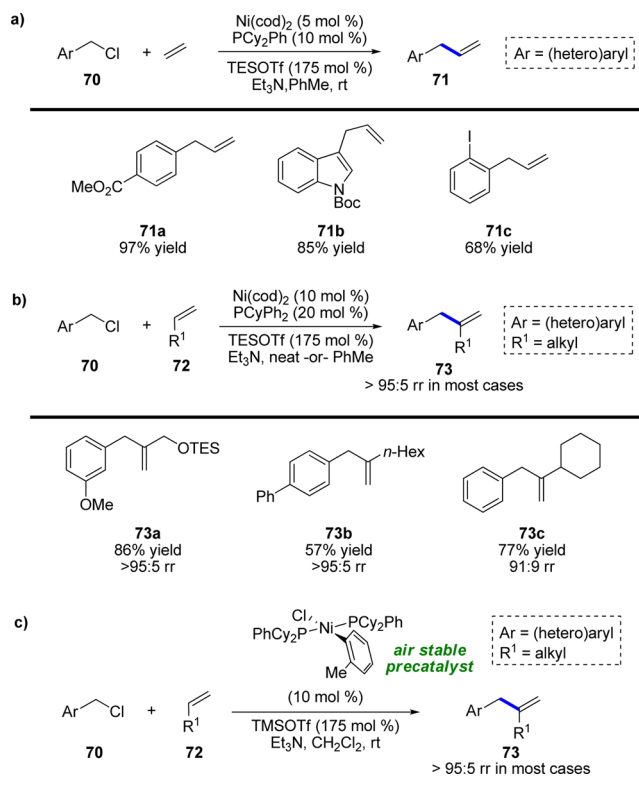 a)
Ar Cl + Ni(cod)2 (5 mol %)
PCy2Ph (10 mol %)
TESOTf (175 mol %)
Et3N,PhMe, rt
Ar
Ar = (hetero)aryl
70 71
MeO2C
N
Boc
I
71a 71b 71c
97% yield 85% yield 68% yield
b)
Ar Cl + R1
Ni(cod)2 (10 mol %)
PCyPh2 (20 mol %)
TESOTf (175 mol %)
Et3N, neat -or- PhMe
Ar R1
Ar = (hetero)aryl
R1 = alkyl
70 72 73
> 95:5 rr in most cases
OTES
OMe
n-Hex
Ph
73a 73b 73c
86% yield 57% yield 77% yield
>95:5 rr >95:5 rr 91:9 rr
c)
Cl
PhCy2P Ni PCy2Ph
Me
air stable
precatalyst
Ar = (hetero)aryl
R1 = alkyl
Ar Cl + R1
(10 mol %)
TMSOTf (175 mol %)
Et3N, CH2Cl2, rt
Ar R1
70 72 73
> 95:5 rr in most cases